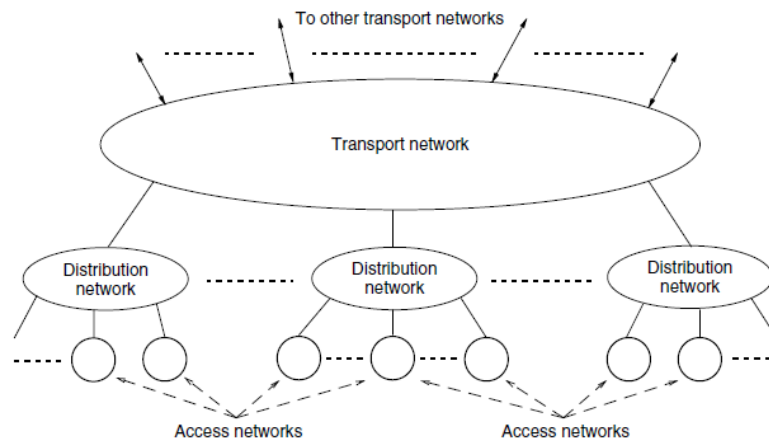 To other transport networks
Transport network
Distribution
network
Distribution
network
Distribution
network
Access networks
Access networks